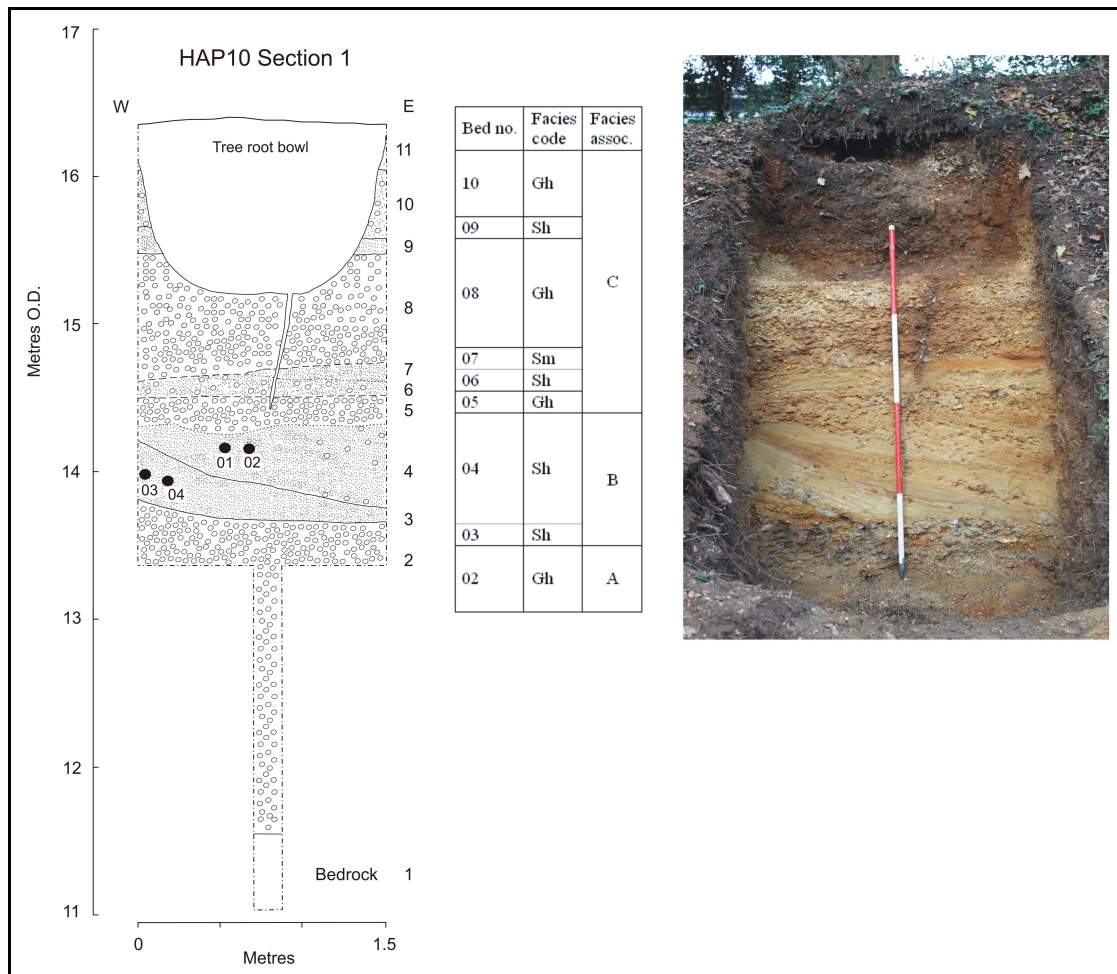 HAP10 Section 1
17
16
15
14
13
12
11
Metres O.D.
W
E
Tree root bowl
11
10
9
8
7
6
5
4
3
2
01 02
03 04
Bedrock 1
0 1.5
Metres
Bed no. Facies code Facies assoc.
10 Gh
09 Sh
08 Gh C
07 Sm
06 Sh
05 Gh
04 Sh B
03 Sh
02 Gh A